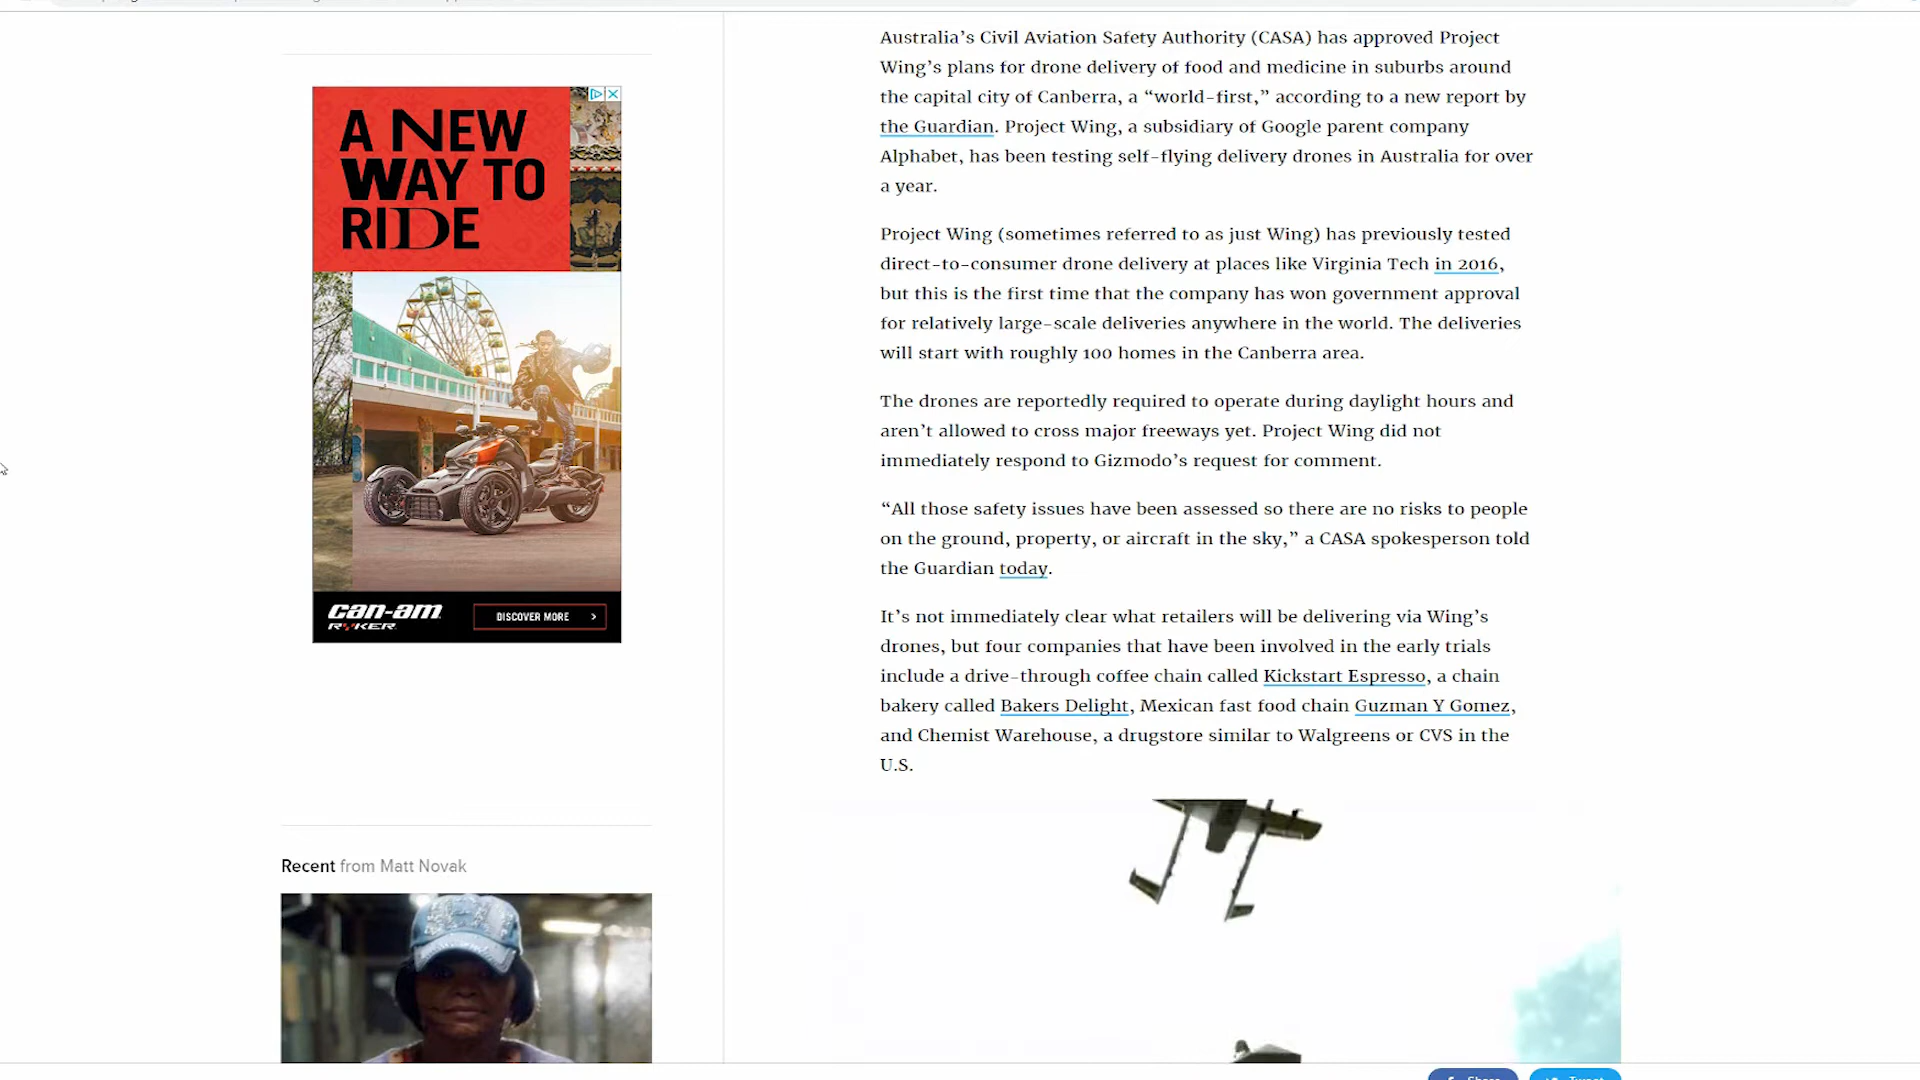 A NEW
WAY TO
RIDE
can-am
RYKER
DISCOVER MORE
Recent from Matt Novak
Australia’s Civil Aviation Safety Authority (CASA) has approved Project
Wing’s plans for drone delivery of food and medicine in suburbs around
the capital city of Canberra, a “world-first,” according to a new report by
the Guardian. Project Wing, a subsidiary of Google parent company
Alphabet, has been testing self-flying delivery drones in Australia for over
a year.
Project Wing (sometimes referred to as just Wing) has previously tested
direct-to-consumer drone delivery at places like Virginia Tech in 2016,
but this is the first time that the company has won government approval
for relatively large-scale deliveries anywhere in the world. The deliveries
will start with roughly 100 homes in the Canberra area.
The drones are reportedly required to operate during daylight hours and
aren’t allowed to cross major freeways yet. Project Wing did not
immediately respond to Gizmodo’s request for comment.
“All those safety issues have been assessed so there are no risks to people
on the ground, property, or aircraft in the sky,” a CASA spokesperson told
the Guardian today.
It’s not immediately clear what retailers will be delivering via Wing’s
drones, but four companies that have been involved in the early trials
include a drive-through coffee chain called Kickstart Espresso, a chain
bakery called Bakers Delight, Mexican fast food chain Guzman Y Gomez,
and Chemist Warehouse, a drugstore similar to Walgreens or CVS in the
U.S.
Share
Tweet